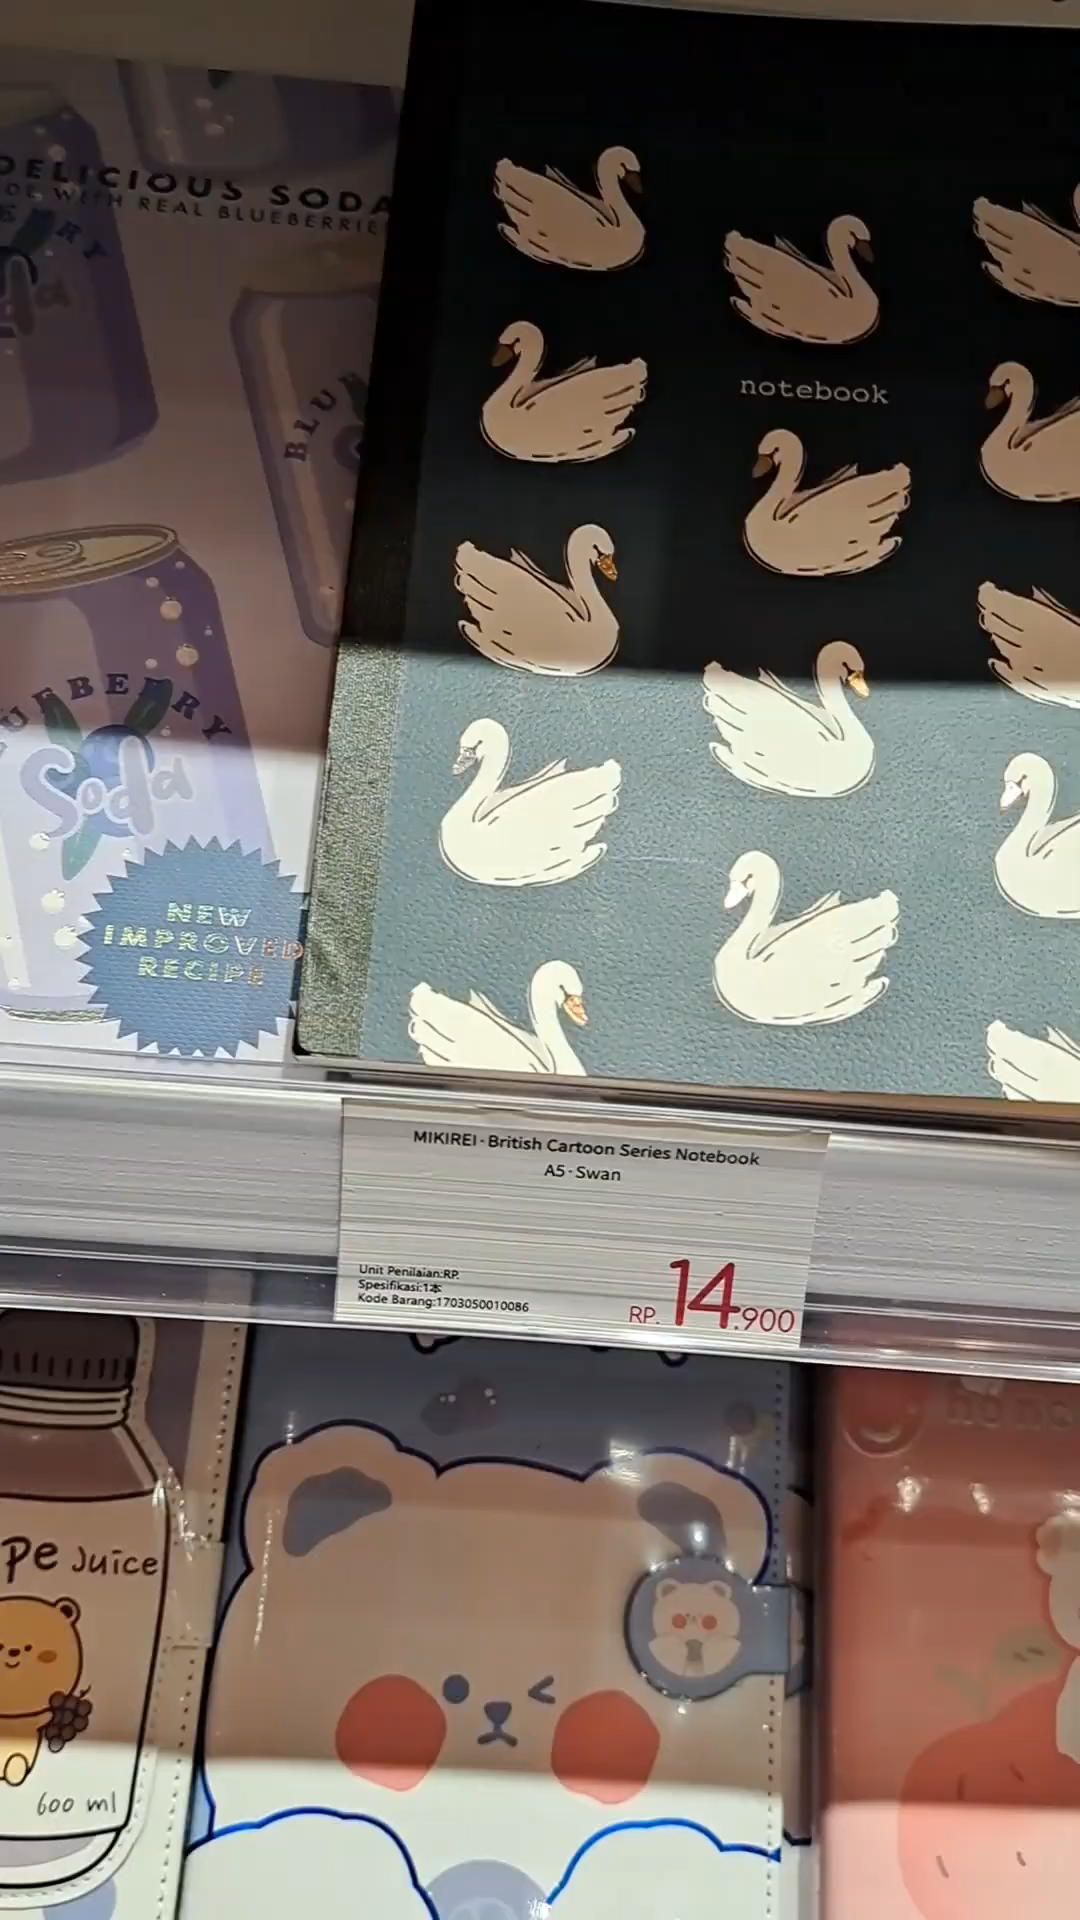 DELICIOUS SODA
WITH REAL BLUEBERRIE
notebook
BLU
BLUEBERRY
Soda
NEW
IMPROVED
RECIPE
MIKIREI-British Cartoon Series Notebook
A5-Swan
Unit Penilaian:RP.
Spesifikasi:1本
Kode Barang:1703050010086
RP. 14.900
pe Juice
600 ml